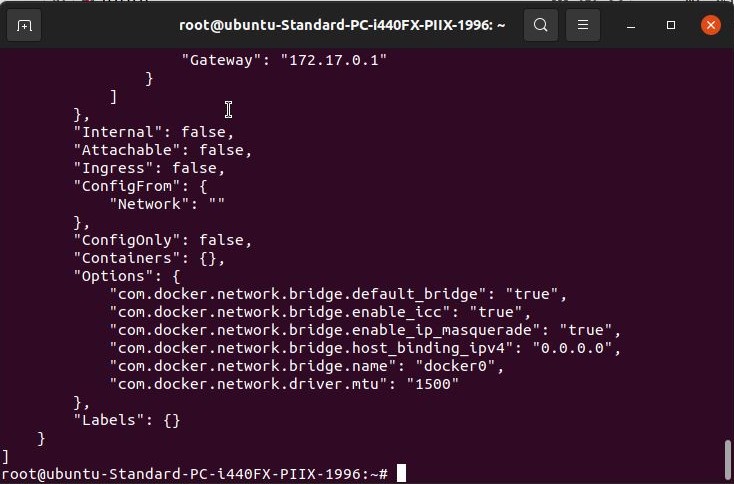 root@ubuntu-Standard-PC-i440FX-PIIX-1996: ~
                    "Gateway": "172.17.0.1"
                }
            ]
        },
        "Internal": false,
        "Attachable": false,
        "Ingress": false,
        "ConfigFrom": {
            "Network": ""
        },
        "ConfigOnly": false,
        "Containers": {},
        "Options": {
            "com.docker.network.bridge.default_bridge": "true",
            "com.docker.network.bridge.enable_icc": "true",
            "com.docker.network.bridge.enable_ip_masquerade": "true",
            "com.docker.network.bridge.host_binding_ipv4": "0.0.0.0",
            "com.docker.network.bridge.name": "docker0",
            "com.docker.network.driver.mtu": "1500"
        },
        "Labels": {}
    }
]
root@ubuntu-Standard-PC-i440FX-PIIX-1996:~#